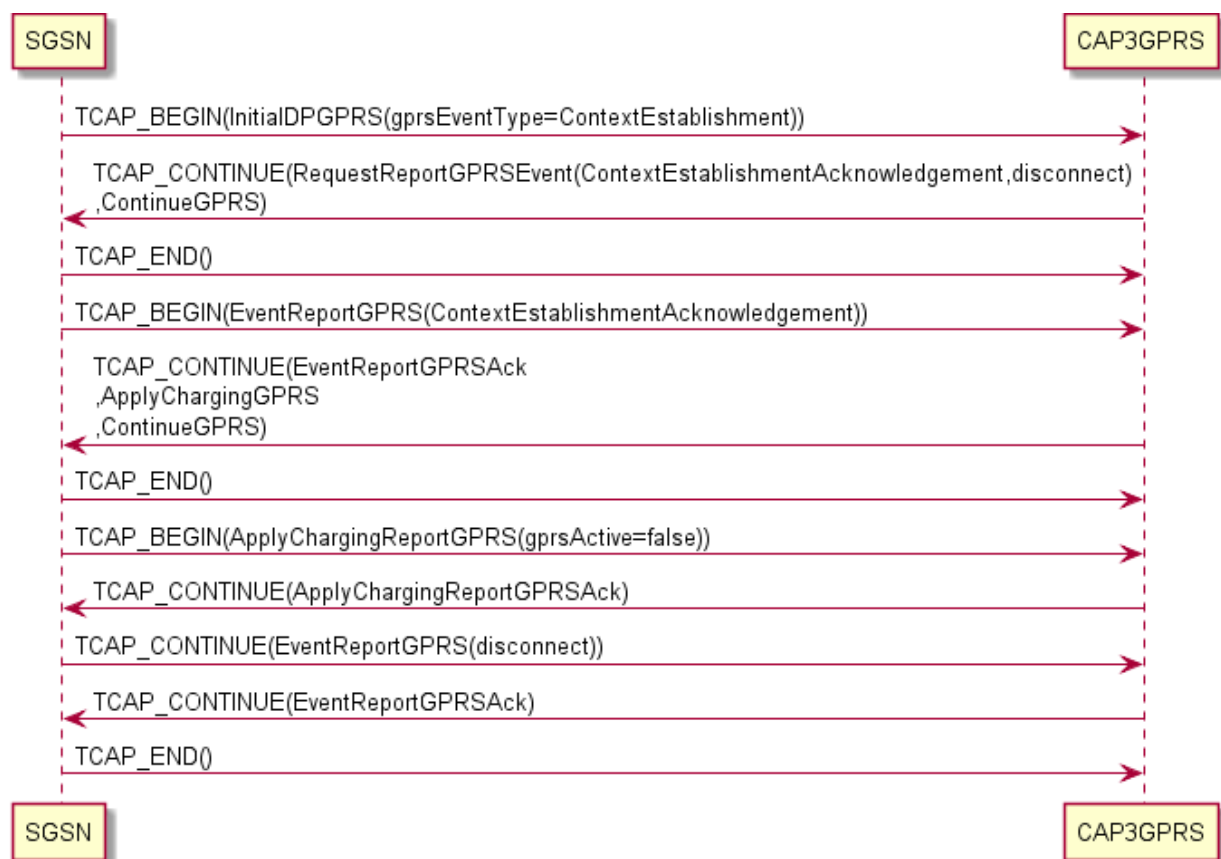 SGSN
CAP3GPRS
TCAP_BEGIN(InitialDPGPRS(gprsEventType=ContextEstablishment))
TCAP_CONTINUE(RequestReportGPRSEvent(ContextEstablishmentAcknowledgement,disconnect)
,ContinueGPRS)
TCAP_END()
TCAP_BEGIN(EventReportGPRS(ContextEstablishmentAcknowledgement))
TCAP_CONTINUE(EventReportGPRSAck
,ApplyChargingGPRS
,ContinueGPRS)
TCAP_END()
TCAP_BEGIN(ApplyChargingReportGPRS(gprsActive=false))
TCAP_CONTINUE(ApplyChargingReportGPRSAck)
TCAP_CONTINUE(EventReportGPRS(disconnect))
TCAP_CONTINUE(EventReportGPRSAck)
TCAP_END()
SGSN
CAP3GPRS